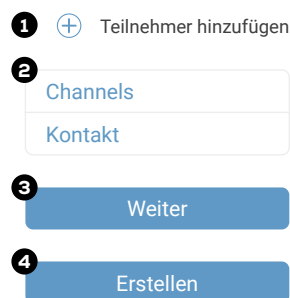 1 Teilnehmer hinzufügen
2
Channels
Kontakt
3
Weiter
4
Erstellen